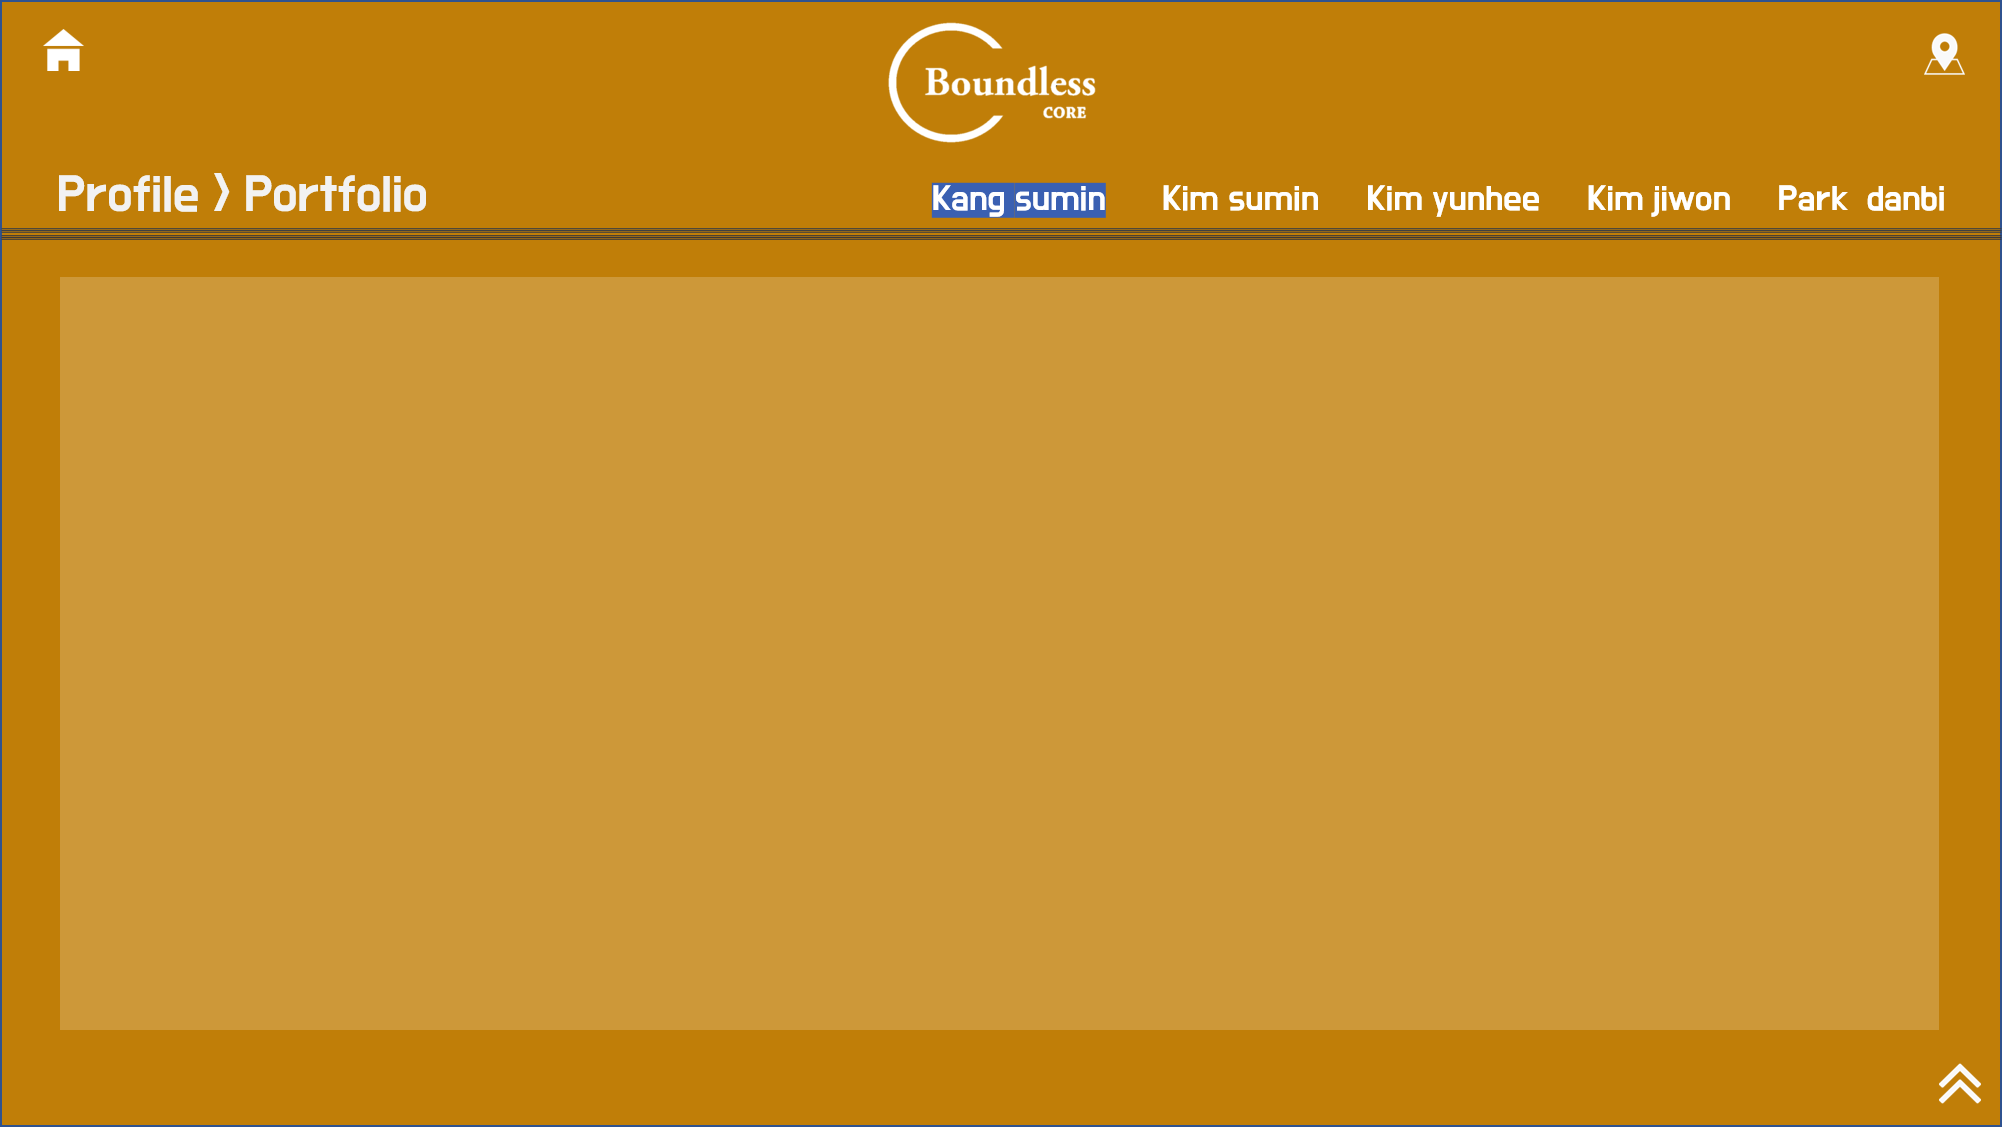 Boundless
CORE
Profile > Portfolio
Kang sumin Kim sumin Kim yunhee Kim jiwon Park danbi